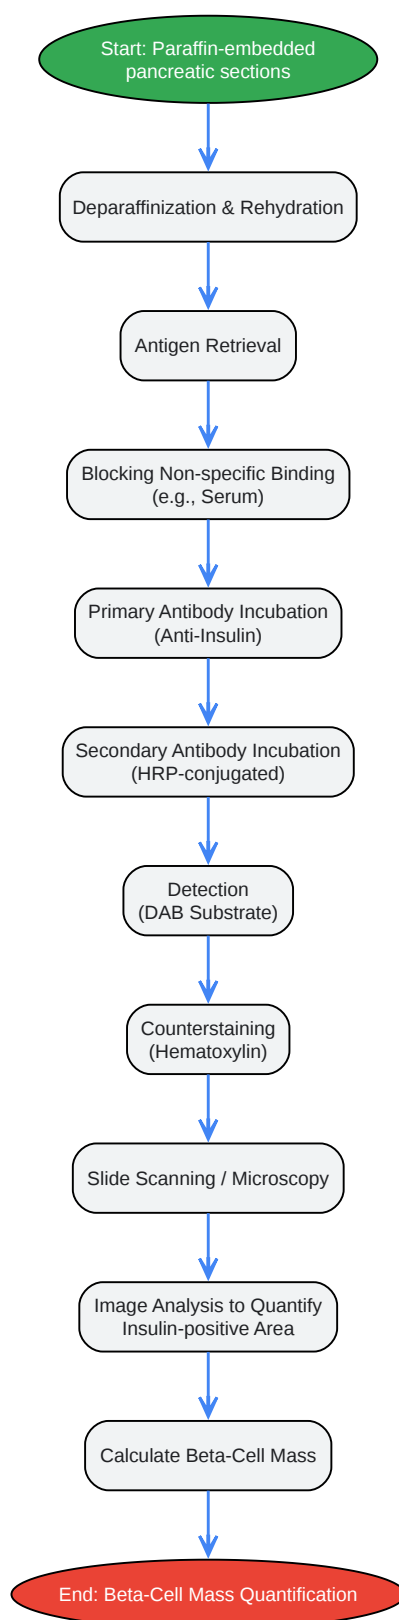 Start: Paraffin-embedded
pancreatic sections
Deparaffinization & Rehydration
Antigen Retrieval
Blocking Non-specific Binding
(e.g., Serum)
Primary Antibody Incubation
(Anti-Insulin)
Secondary Antibody Incubation
(HRP-conjugated)
Detection
(DAB Substrate)
Counterstaining
(Hematoxylin)
Slide Scanning / Microscopy
Image Analysis to Quantify
Insulin-positive Area
Calculate Beta-Cell Mass
End: Beta-Cell Mass Quantification